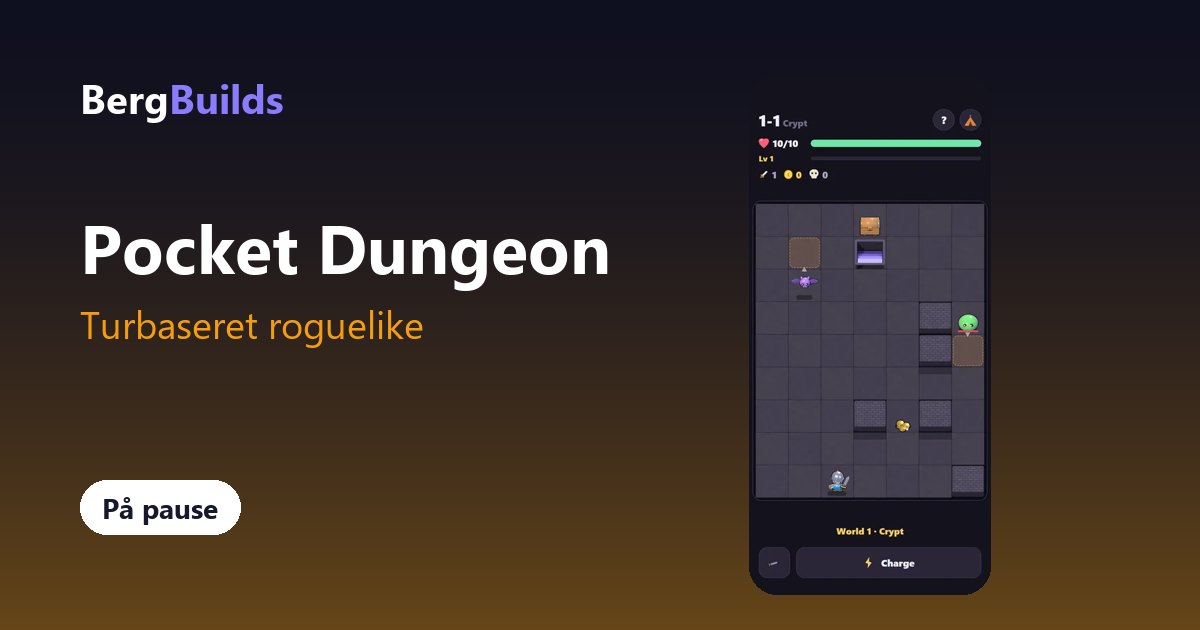 BergBuilds
Pocket Dungeon
Turbaseret roguelike
På pause
1-1 Crypt
?
10/10
Lv 1
1 0 0
World 1 · Crypt
Charge